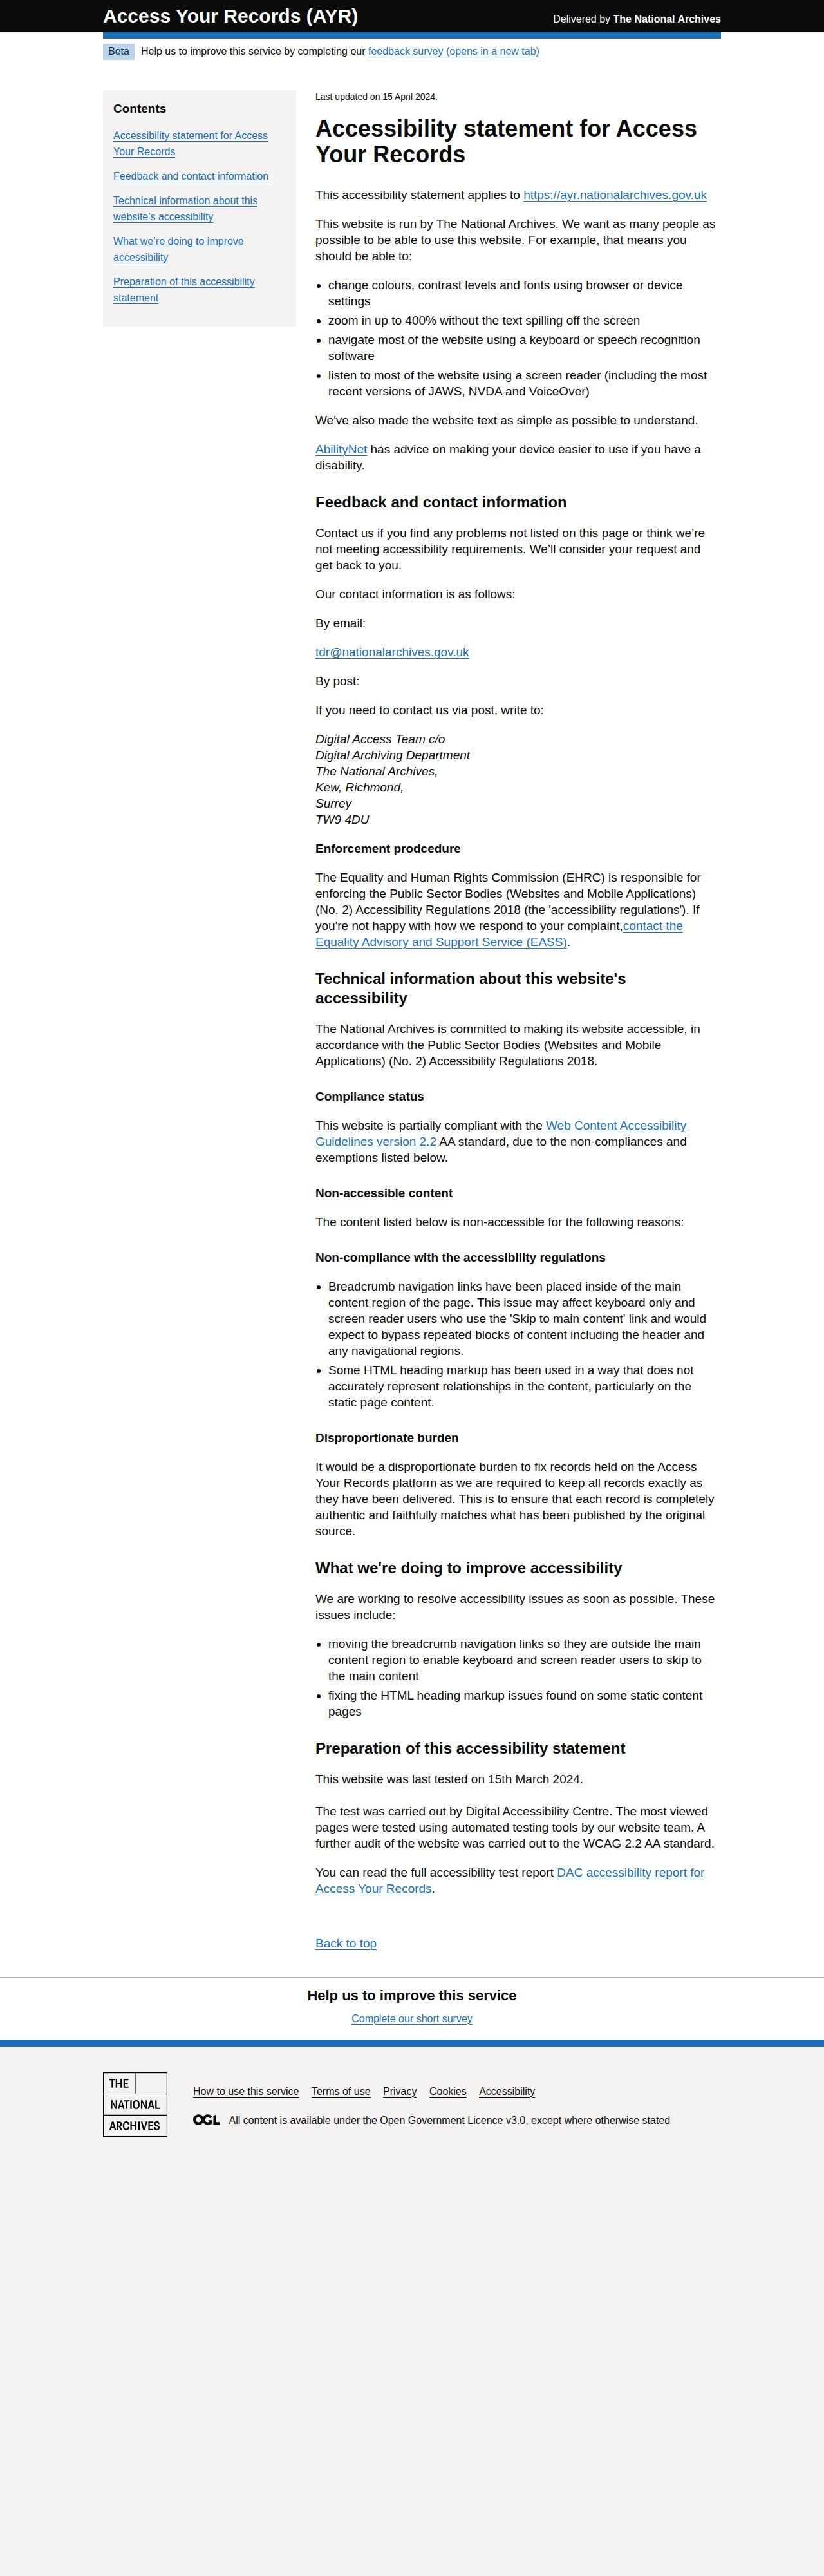 Access Your Records (AYR)
Delivered by The National Archives
Beta Help us to improve this service by completing our feedback survey (opens in a new tab)
Contents
Accessibility statement for Access
Your Records
Feedback and contact information
Technical information about this
website’s accessibility
What we’re doing to improve
accessibility
Preparation of this accessibility
statement
Last updated on 15 April 2024.
Accessibility statement for Access
Your Records
This accessibility statement applies to https://ayr.nationalarchives.gov.uk
This website is run by The National Archives. We want as many people as
possible to be able to use this website. For example, that means you
should be able to:
• change colours, contrast levels and fonts using browser or device
settings
• zoom in up to 400% without the text spilling off the screen
• navigate most of the website using a keyboard or speech recognition
software
• listen to most of the website using a screen reader (including the most
recent versions of JAWS, NVDA and VoiceOver)
We've also made the website text as simple as possible to understand.
AbilityNet has advice on making your device easier to use if you have a
disability.
Feedback and contact information
Contact us if you find any problems not listed on this page or think we’re
not meeting accessibility requirements. We’ll consider your request and
get back to you.
Our contact information is as follows:
By email:
tdr@nationalarchives.gov.uk
By post:
If you need to contact us via post, write to:
Digital Access Team c/o
Digital Archiving Department
The National Archives,
Kew, Richmond,
Surrey
TW9 4DU
Enforcement prodcedure
The Equality and Human Rights Commission (EHRC) is responsible for
enforcing the Public Sector Bodies (Websites and Mobile Applications)
(No. 2) Accessibility Regulations 2018 (the 'accessibility regulations'). If
you're not happy with how we respond to your complaint,contact the
Equality Advisory and Support Service (EASS).
Technical information about this website's
accessibility
The National Archives is committed to making its website accessible, in
accordance with the Public Sector Bodies (Websites and Mobile
Applications) (No. 2) Accessibility Regulations 2018.
Compliance status
This website is partially compliant with the Web Content Accessibility
Guidelines version 2.2 AA standard, due to the non-compliances and
exemptions listed below.
Non-accessible content
The content listed below is non-accessible for the following reasons:
Non-compliance with the accessibility regulations
• Breadcrumb navigation links have been placed inside of the main
content region of the page. This issue may affect keyboard only and
screen reader users who use the 'Skip to main content' link and would
expect to bypass repeated blocks of content including the header and
any navigational regions.
• Some HTML heading markup has been used in a way that does not
accurately represent relationships in the content, particularly on the
static page content.
Disproportionate burden
It would be a disproportionate burden to fix records held on the Access
Your Records platform as we are required to keep all records exactly as
they have been delivered. This is to ensure that each record is completely
authentic and faithfully matches what has been published by the original
source.
What we're doing to improve accessibility
We are working to resolve accessibility issues as soon as possible. These
issues include:
• moving the breadcrumb navigation links so they are outside the main
content region to enable keyboard and screen reader users to skip to
the main content
• fixing the HTML heading markup issues found on some static content
pages
Preparation of this accessibility statement
This website was last tested on 15th March 2024.
The test was carried out by Digital Accessibility Centre. The most viewed
pages were tested using automated testing tools by our website team. A
further audit of the website was carried out to the WCAG 2.2 AA standard.
You can read the full accessibility test report DAC accessibility report for
Access Your Records.
Back to top
Help us to improve this service
Complete our short survey
THE
NATIONAL
ARCHIVES
How to use this service Terms of use Privacy Cookies Accessibility
OGL All content is available under the Open Government Licence v3.0, except where otherwise stated